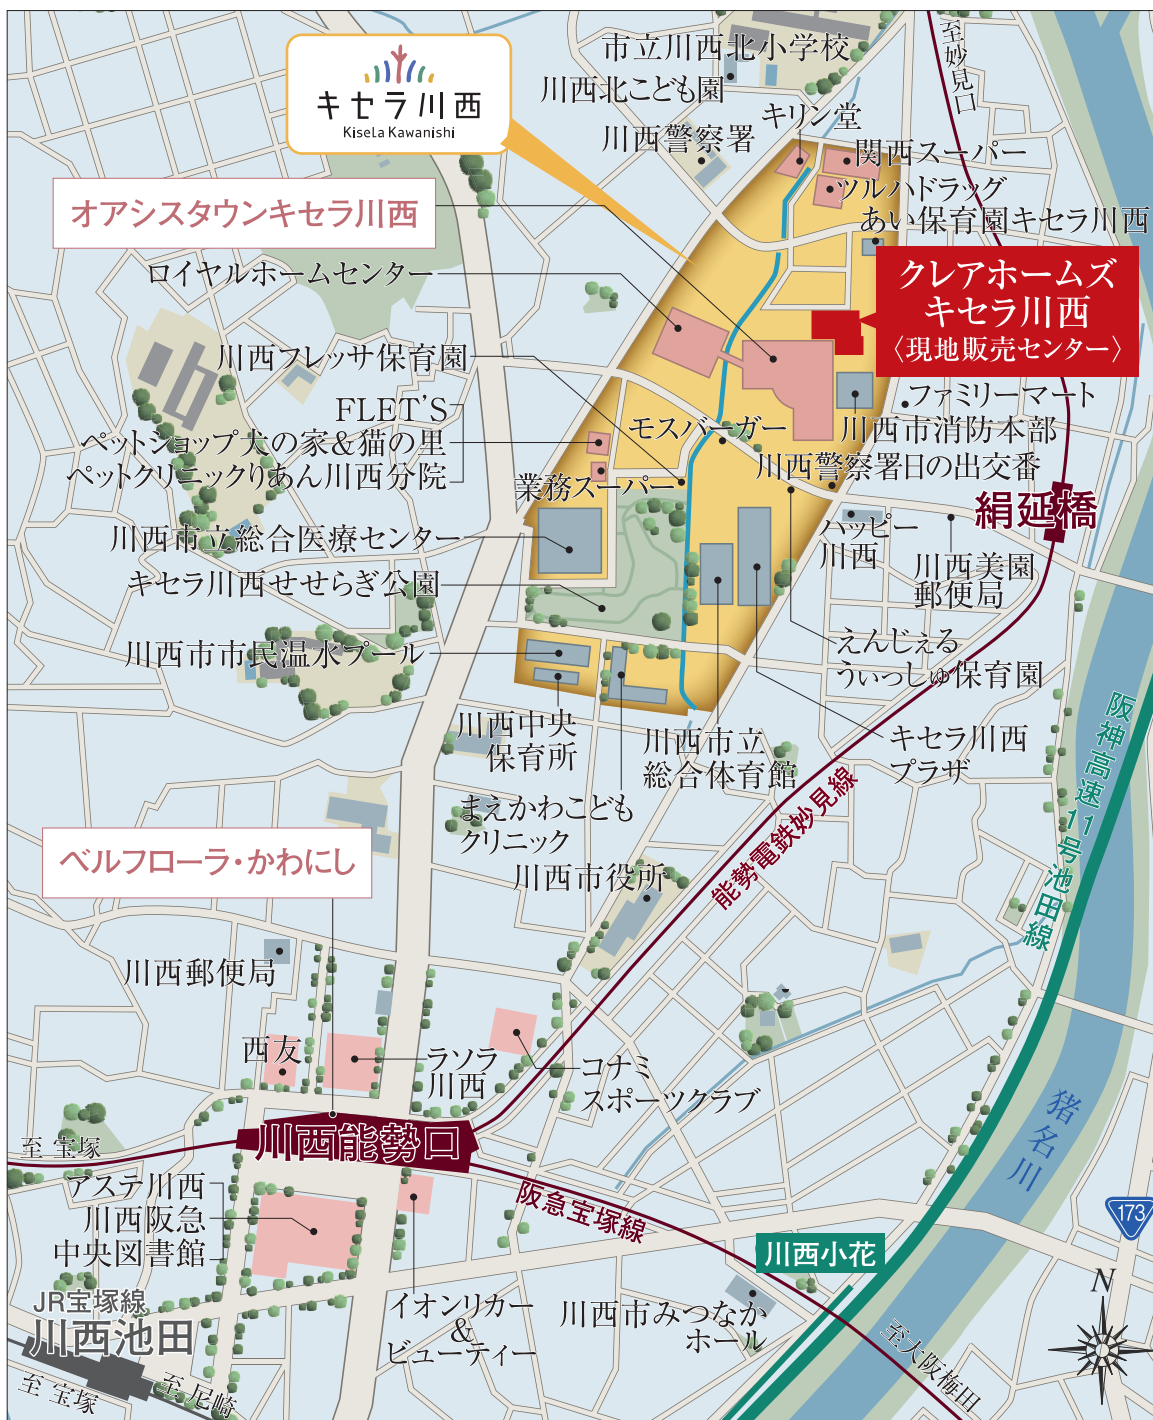 市立川西北小学校
川西北こども園
川西警察署
キリン堂
至妙見口
キセラ川西
Kisela Kawanishi
関西スーパー
ツルハドラッグ
あい保育園キセラ川西
オアシスタウンキセラ川西
クレアホームズ
キセラ川西
〈現地販売センター〉
ロイヤルホームセンター
川西フレッサ保育園
FLET'S
ペットショップ犬の家&猫の里
ペットクリニックりあん川西分院
ファミリーマート
川西市消防本部
モスバーガー
川西警察署日の出交番
業務スーパー
絹延橋
ハッピー
川西
川西美園
郵便局
川西市立総合医療センター
キセラ川西せせらぎ公園
川西市市民温水プール
えんじぇる
うぃっしゅ保育園
川西中央
保育所
川西市立
総合体育館
キセラ川西
プラザ
まえかわこども
クリニック
阪神高速11号池田線
能勢電鉄妙見線
ベルフローラ・かわにし
川西市役所
川西郵便局
西友
ラソラ
川西
コナミ
スポーツクラブ
猪名川
至 宝塚
川西能勢口
アステ川西
川西阪急
中央図書館
阪急宝塚線
173
川西小花
JR宝塚線
川西池田
イオンリカー
&
ビューティー
川西市みつなか
ホール
至大阪梅田
N
至 宝塚
至 尼崎